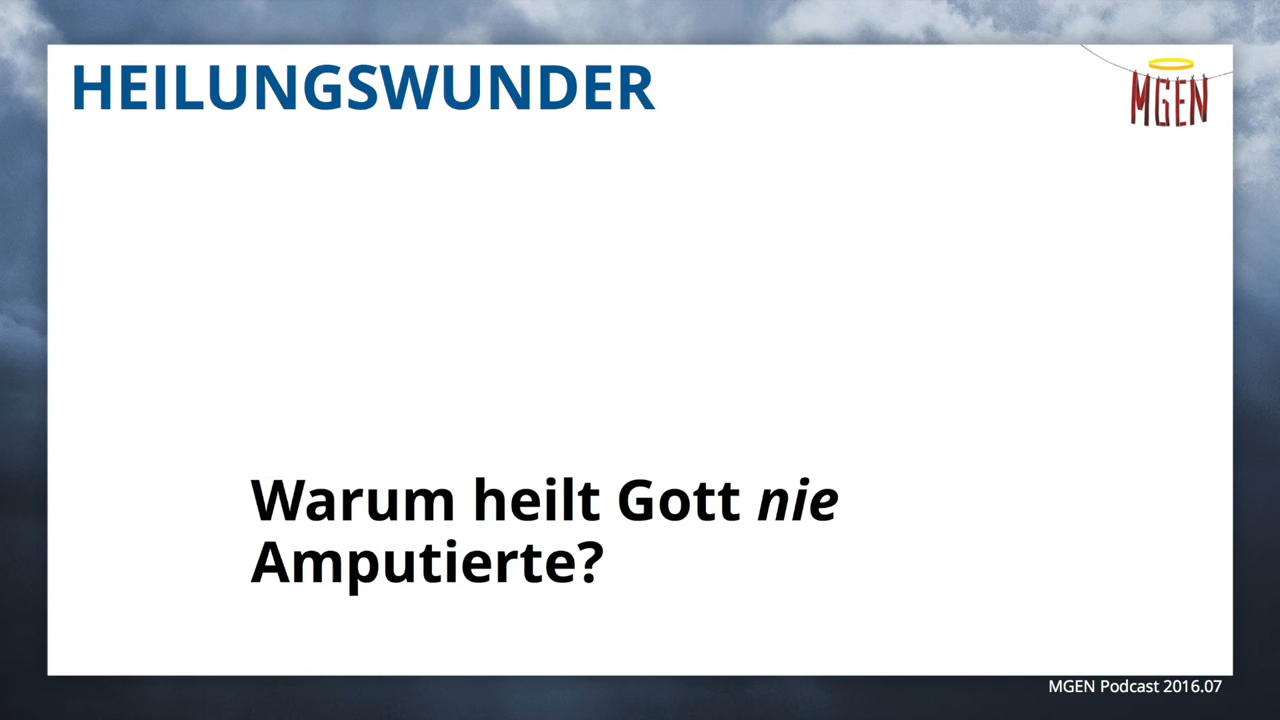 HEILUNGSWUNDER
MGEN
Warum heilt Gott nie
Amputierte?
MGEN Podcast 2016.07